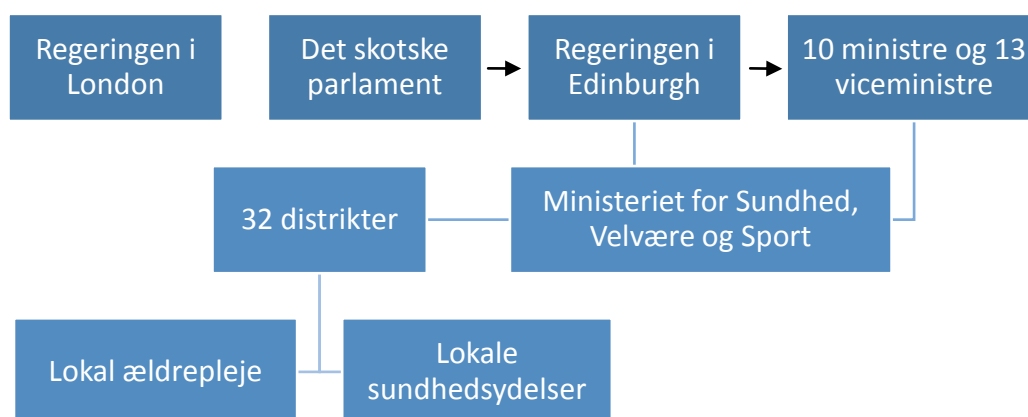 Regeringen i
London
Det skotske
parlament
Regeringen i
Edinburgh
10 ministre og 13
viceministre
32 distrikter
Ministeriet for Sundhed,
Velvære og Sport
Lokal ældrepleje
Lokale
sundhedsydelser